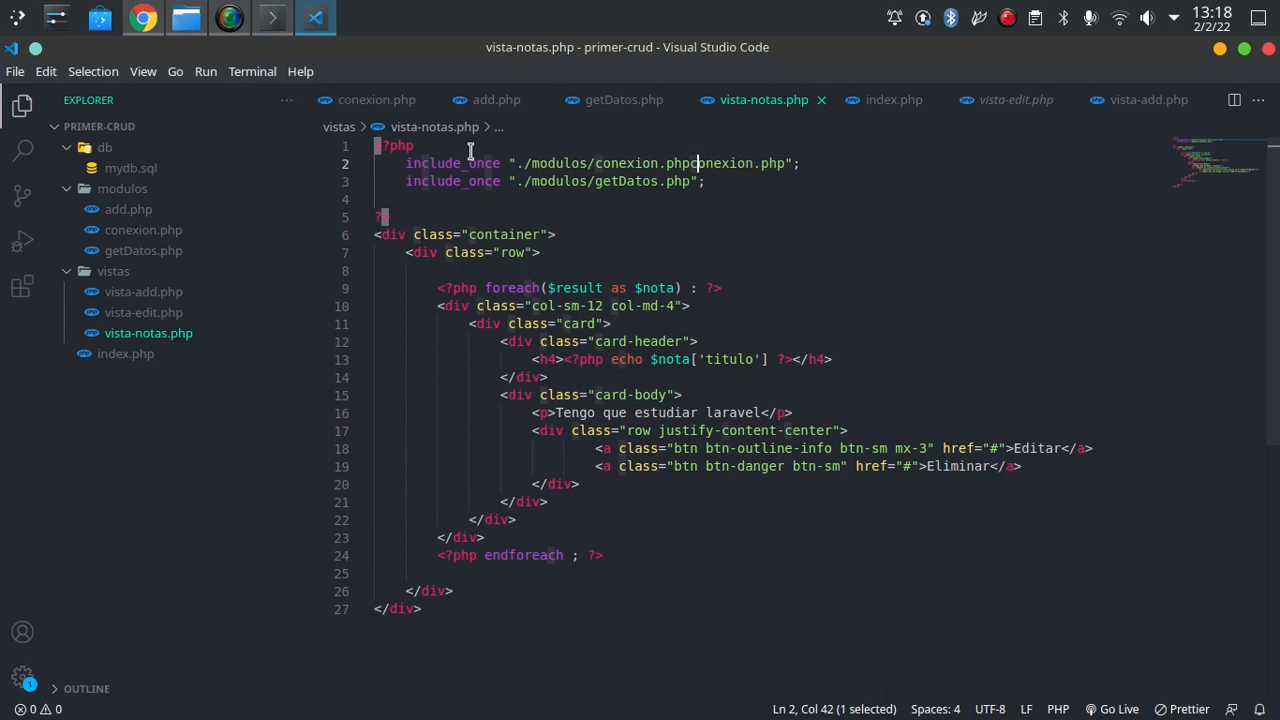 13:18
2/2/22
vista-notas.php - primer-crud - Visual Studio Code
File Edit Selection View Go Run Terminal Help
EXPLORER
PRIMER-CRUD
db
mydb.sql
modulos
add.php
conexion.php
getDatos.php
vistas
vista-add.php
vista-edit.php
vista-notas.php
index.php
OUTLINE
conexion.php add.php getDatos.php vista-notas.php index.php vista-edit.php vista-add.php
vistas vista-notas.php ...
1 <?php
2 include_once "./modulos/conexion.phpconexion.php";
3 include_once "./modulos/getDatos.php";
4
5 ?>
6 <div class="container">
7 <div class="row">
8
9 <?php foreach($result as $nota) : ?>
10 <div class="col-sm-12 col-md-4">
11 <div class="card">
12 <div class="card-header">
13 <h4><?php echo $nota['titulo'] ?></h4>
14 </div>
15 <div class="card-body">
16 <p>Tengo que estudiar laravel</p>
17 <div class="row justify-content-center">
18 <a class="btn btn-outline-info btn-sm mx-3" href="#">Editar</a>
19 <a class="btn btn-danger btn-sm" href="#">Eliminar</a>
20 </div>
21 </div>
22 </div>
23 </div>
24 <?php endforeach ; ?>
25
26 </div>
27 </div>
1
0 0 Ln 2, Col 42 (1 selected) Spaces: 4 UTF-8 LF PHP Go Live Prettier